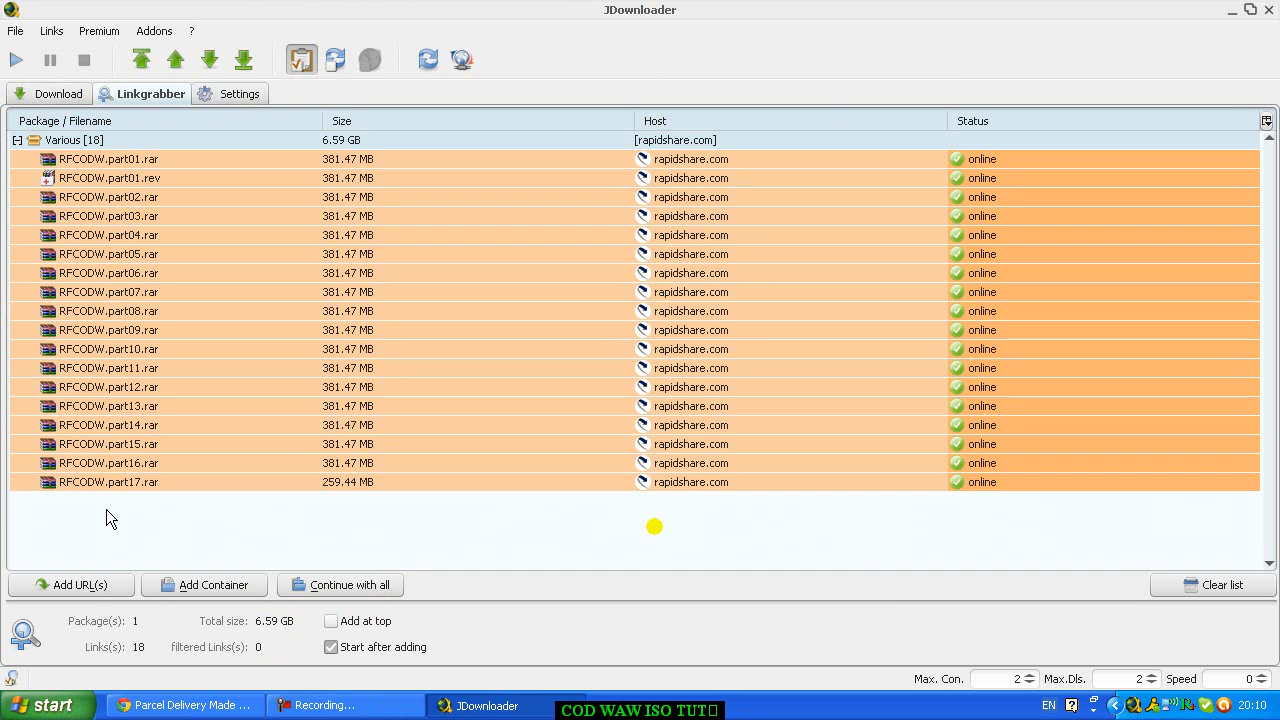 JDownloader
File Links Premium Addons ?
Download Linkgrabber Settings
Package / Filename Size Host Status
Various [18] 6.59 GB [rapidshare.com]
RFCODW.part01.rar 381.47 MB rapidshare.com online
RFCODW.part01.rev 381.47 MB rapidshare.com online
RFCODW.part02.rar 381.47 MB rapidshare.com online
RFCODW.part03.rar 381.47 MB rapidshare.com online
RFCODW.part04.rar 381.47 MB rapidshare.com online
RFCODW.part05.rar 381.47 MB rapidshare.com online
RFCODW.part06.rar 381.47 MB rapidshare.com online
RFCODW.part07.rar 381.47 MB rapidshare.com online
RFCODW.part08.rar 381.47 MB rapidshare.com online
RFCODW.part09.rar 381.47 MB rapidshare.com online
RFCODW.part10.rar 381.47 MB rapidshare.com online
RFCODW.part11.rar 381.47 MB rapidshare.com online
RFCODW.part12.rar 381.47 MB rapidshare.com online
RFCODW.part13.rar 381.47 MB rapidshare.com online
RFCODW.part14.rar 381.47 MB rapidshare.com online
RFCODW.part15.rar 381.47 MB rapidshare.com online
RFCODW.part16.rar 381.47 MB rapidshare.com online
RFCODW.part17.rar 259.44 MB rapidshare.com online
Add URL(s) Add Container Continue with all Clear list
Package(s): 1 Total size: 6.59 GB Add at top
Links(s): 18 filtered Links(s): 0 Start after adding
Max. Con. 2 Max.Dls. 2 Speed 0
start Parcel Delivery Made ... Recording... JDownloader EN 20:10
COD WAW ISO TUT